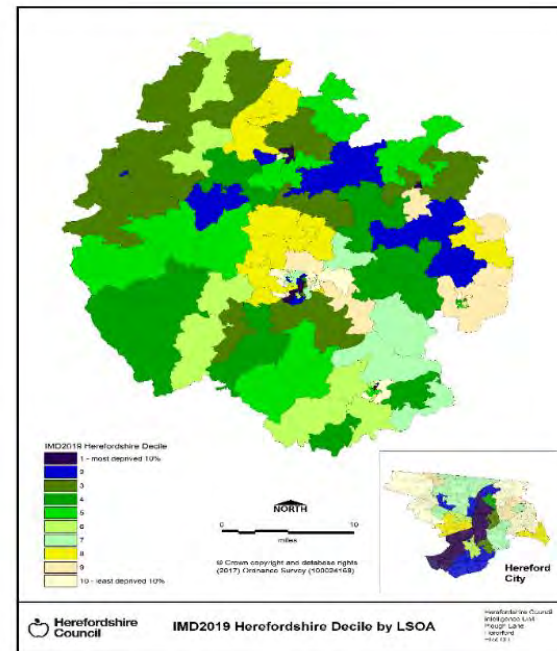 IMD2019 Herefordshire Decile
1 - most deprived 10%
2
3
4
5
6
7
8
9
10 - least deprived 10%
NORTH
0
10
miles
© Crown copyright and database rights
(2017) Ordnance Survey (100024168)
Hereford
City
Herefordshire
Council
IMD2019 Herefordshire Decile by LSOA
Herefordshire Council
Intelligence Unit
Plough Lane
Hereford